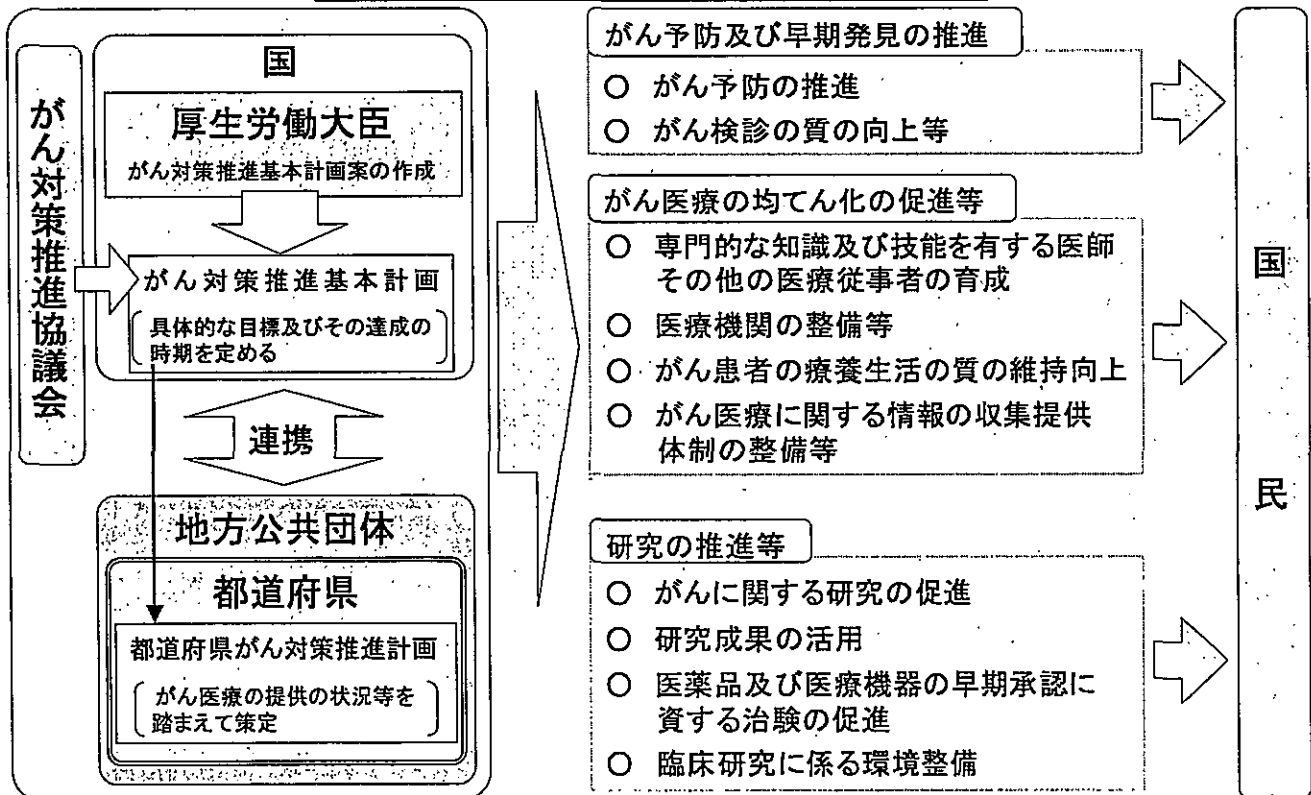 がん対策推進協議会
国
厚生労働大臣
がん対策推進基本計画案の作成
がん対策推進基本計画
具体的な目標及びその達成の
時期を定める
連携
地方公共団体
都道府県
都道府県がん対策推進計画
がん医療の提供の状況等を
踏まえて策定
がん予防及び早期発見の推進
○ がん予防の推進
○ がん検診の質の向上等
がん医療の均てん化の促進等
○ 専門的な知識及び技能を有する医師
その他の医療従事者の育成
○ 医療機関の整備等
○ がん患者の療養生活の質の維持向上
○ がん医療に関する情報の収集提供
体制の整備等
研究の推進等
○ がんに関する研究の促進
○ 研究成果の活用
○ 医薬品及び医療機器の早期承認に
資する治験の促進
○ 臨床研究に係る環境整備
国民